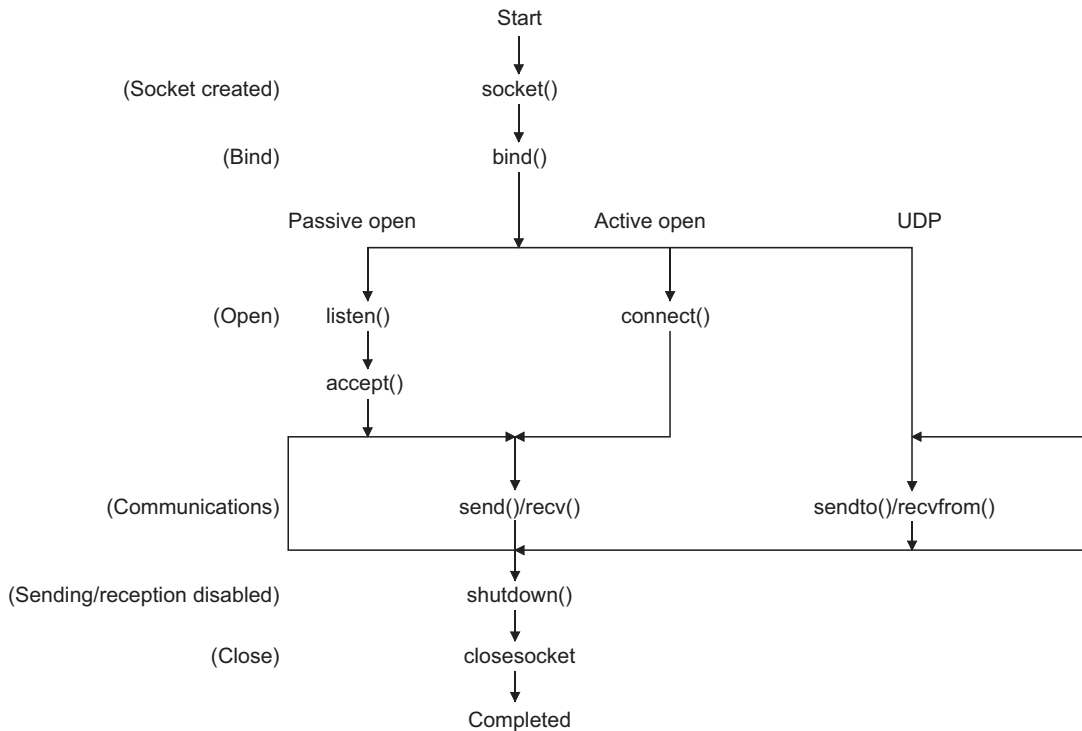 Start
(Socket created) socket()
(Bind) bind()
Passive open Active open UDP
(Open) listen() connect()
accept()
(Communications) send()/recv() sendto()/recvfrom()
(Sending/reception disabled) shutdown()
(Close) closesocket
Completed